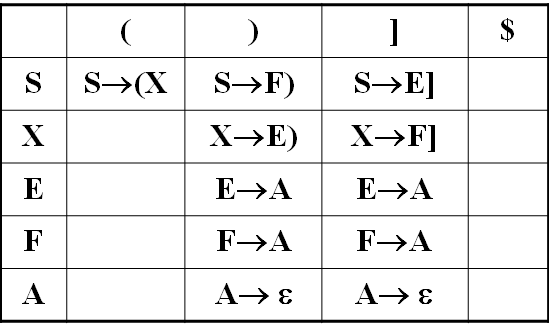 ( ) ] $
S S→(X S→F) S→E]
X X→E) X→F]
E E→A E→A
F F→A F→A
A A→ ε A→ ε